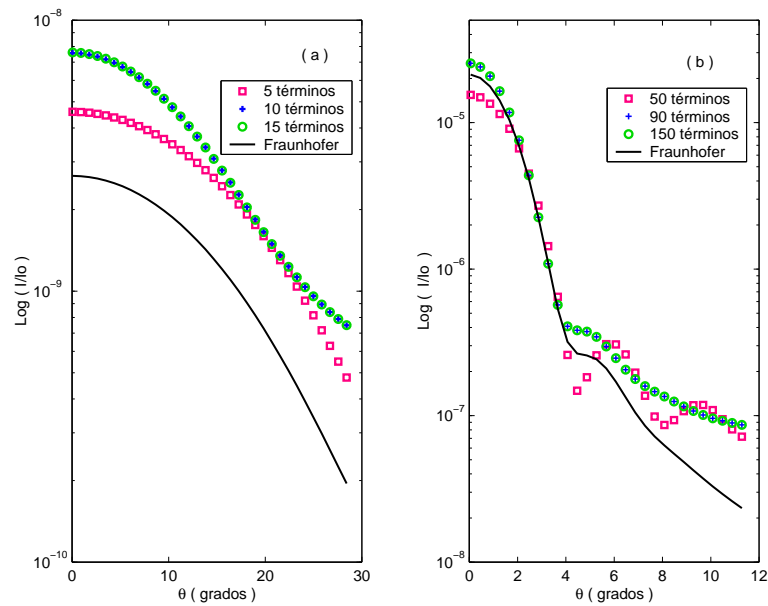 ( a )
5 términos
10 términos
15 términos
Fraunhofer
10⁻⁸
10⁻⁹
10⁻¹⁰
Log ( I/Io )
0
10
20
30
θ ( grados )
( b )
50 términos
90 términos
150 términos
Fraunhofer
10⁻⁵
10⁻⁶
10⁻⁷
10⁻⁸
Log ( I/Io )
0
2
4
6
8
10
12
θ ( grados )